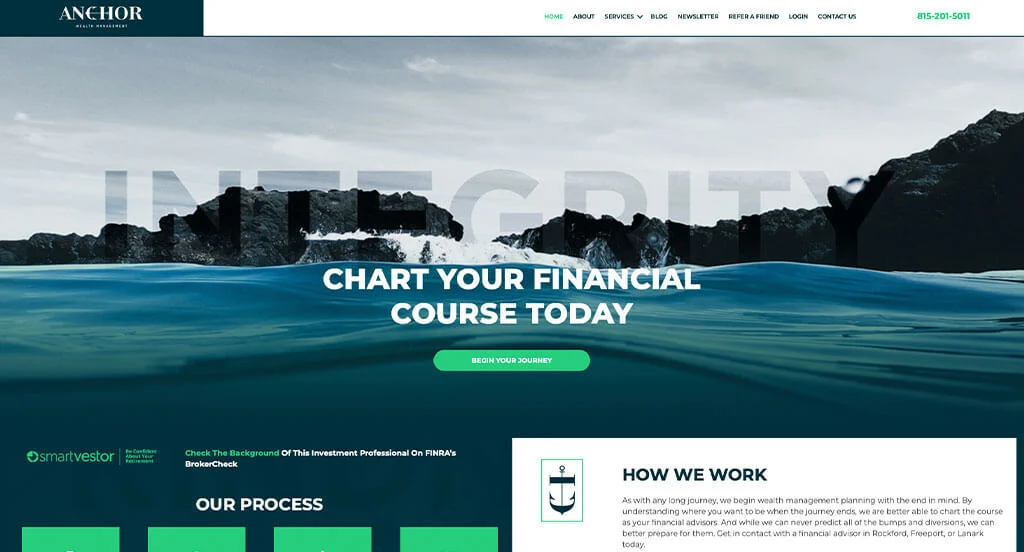 ANCHOR
WEALTH MANAGEMENT
HOME ABOUT SERVICES BLOG NEWSLETTER REFER A FRIEND LOGIN CONTACT US
815-201-5011
INTEGRITY
CHART YOUR FINANCIAL
COURSE TODAY
BEGIN YOUR JOURNEY
smartvestor
Be Confident
About Your
Retirement
Check The Background Of This Investment Professional On FINRA's
BrokerCheck
OUR PROCESS
HOW WE WORK
As with any long journey, we begin wealth management planning with the end in mind. By
understanding where you want to be when the journey ends, we are better able to chart the course
as your financial advisors. And while we can never predict all of the bumps and diversions, we can
better prepare for them. Get in contact with a financial advisor in Rockford, Freeport, or Lanark
today.